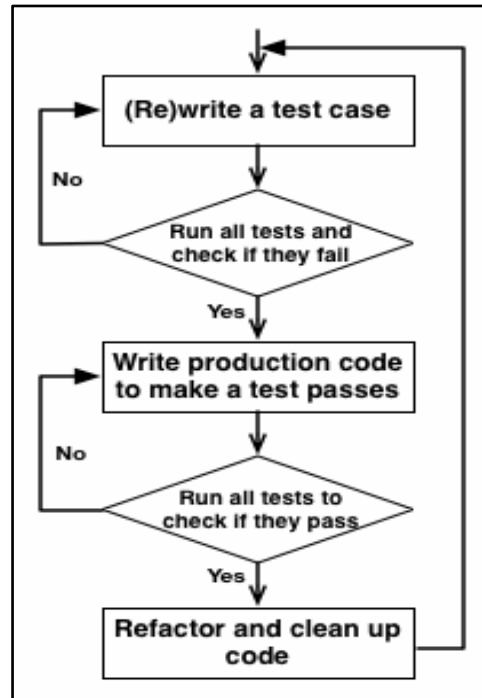 (Re)write a test case
No
Run all tests and
check if they fail
Yes
Write production code
to make a test passes
No
Run all tests to
check if they pass
Yes
Refactor and clean up
code